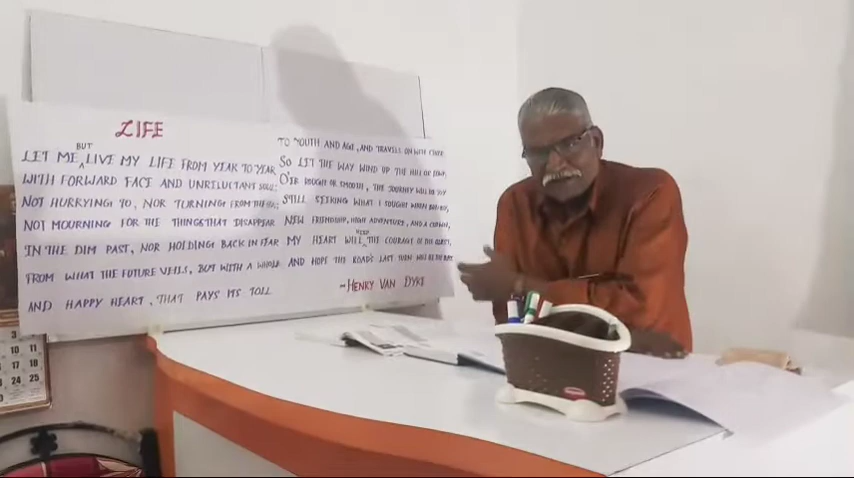 LIFE
BUT
LET ME, LIVE MY LIFE FROM YEAR TO YEAR
WITH FORWARD FACE AND UNRELUCTANT SOUL;
NOT HURRYING TO, NOR TURNING FROM THE
NOT MOURNING FOR THE THINGS THAT DISAPPEAR
IN THE DIM PAST, NOR HOLDING BACK IN FEAR
FROM WHAT THE FUTURE VEILS, BUT WITH A WHOLE
AND HAPPY HEART, THAT PAYS ITS TOLL
TO YOUTH AND AGE, AND TRAVELS ON WITH
SO LET THE WAY WIND UP THE HILL OR DOWN,
O'ER ROUGH OR SMOOTH, THE JOURNEY WILL BE JOY
STILL SEEKING WHAT I SOUGHT WHEN BUT
NEW FRIENDSHIP, HIGH ADVENTURE, AND A
KEEP
MY HEART WILL THE COURAGE OF THE QUEST
AND HOPE THE ROAD'S LAST TURN WILL BE THE
-HENRY VAN DYKE
10
17
24